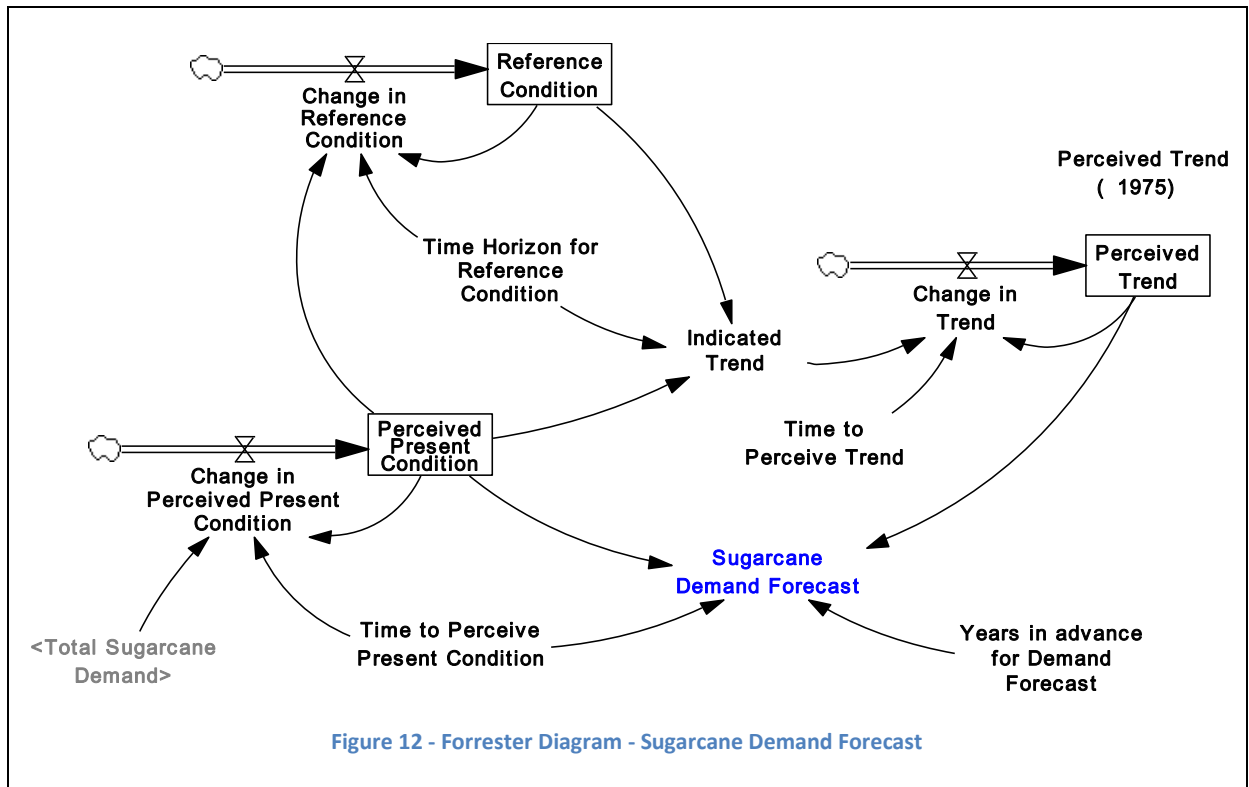 Reference
Condition
Change in
Reference
Condition
Perceived Trend
( 1975)
Time Horizon for
Reference
Condition
Perceived
Trend
Change in
Trend
Indicated
Trend
Perceived
Present
Condition
Time to
Perceive Trend
Change in
Perceived Present
Condition
Sugarcane
Demand Forecast
<Total Sugarcane
Demand>
Time to Perceive
Present Condition
Years in advance
for Demand
Forecast
Figure 12 - Forrester Diagram - Sugarcane Demand Forecast